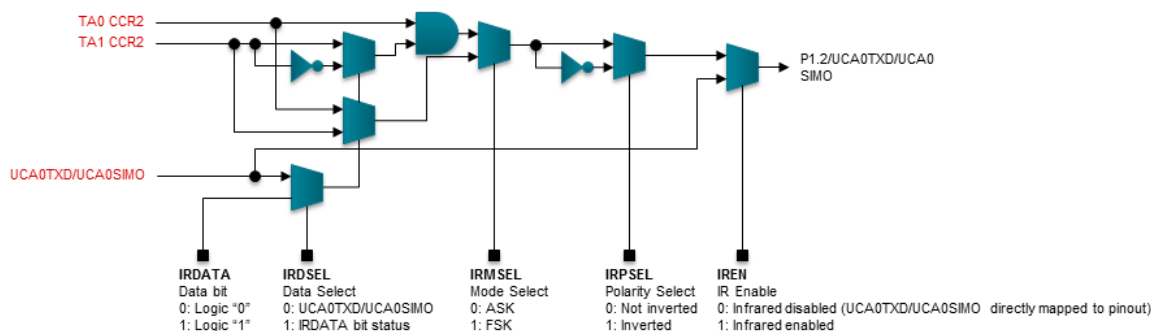 TA0 CCR2
TA1 CCR2
P1.2/UCA0TXD/UCA0
SIMO
UCA0TXD/UCA0SIMO
IRDATA
Data bit
0: Logic “0”
1: Logic “1”
IRDSEL
Data Select
0: UCA0TXD/UCA0SIMO
1: IRDATA bit status
IRMSEL
Mode Select
0: ASK
1: FSK
IRPSEL
Polarity Select
0: Not inverted
1: Inverted
IREN
IR Enable
0: Infrared disabled (UCA0TXD/UCA0SIMO directly mapped to pinout)
1: Infrared enabled